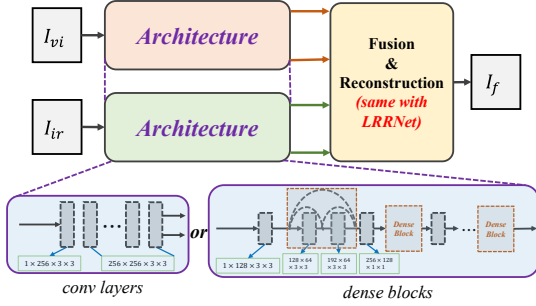 I_vi
Architecture
Fusion
&
Reconstruction
(same with
LRRNet)
I_f
I_ir
Architecture
or
Dense
Block
Dense
Block
1 × 256 × 3 × 3
256 × 256 × 3 × 3
1 × 128 × 3 × 3
128 × 64
× 3 × 3
192 × 64
× 3 × 3
256 × 128
× 1 × 1
conv layers
dense blocks